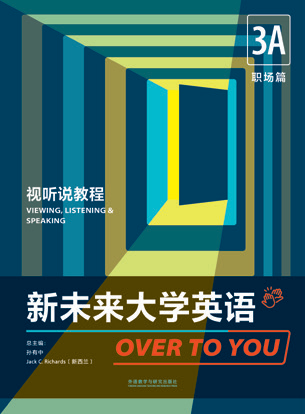 3A
职场篇
视听说教程
VIEWING, LISTENING &
SPEAKING
新未来大学英语
OVER TO YOU
总主编:
孙有中
Jack C. Richards（新西兰）
外语教学与研究出版社